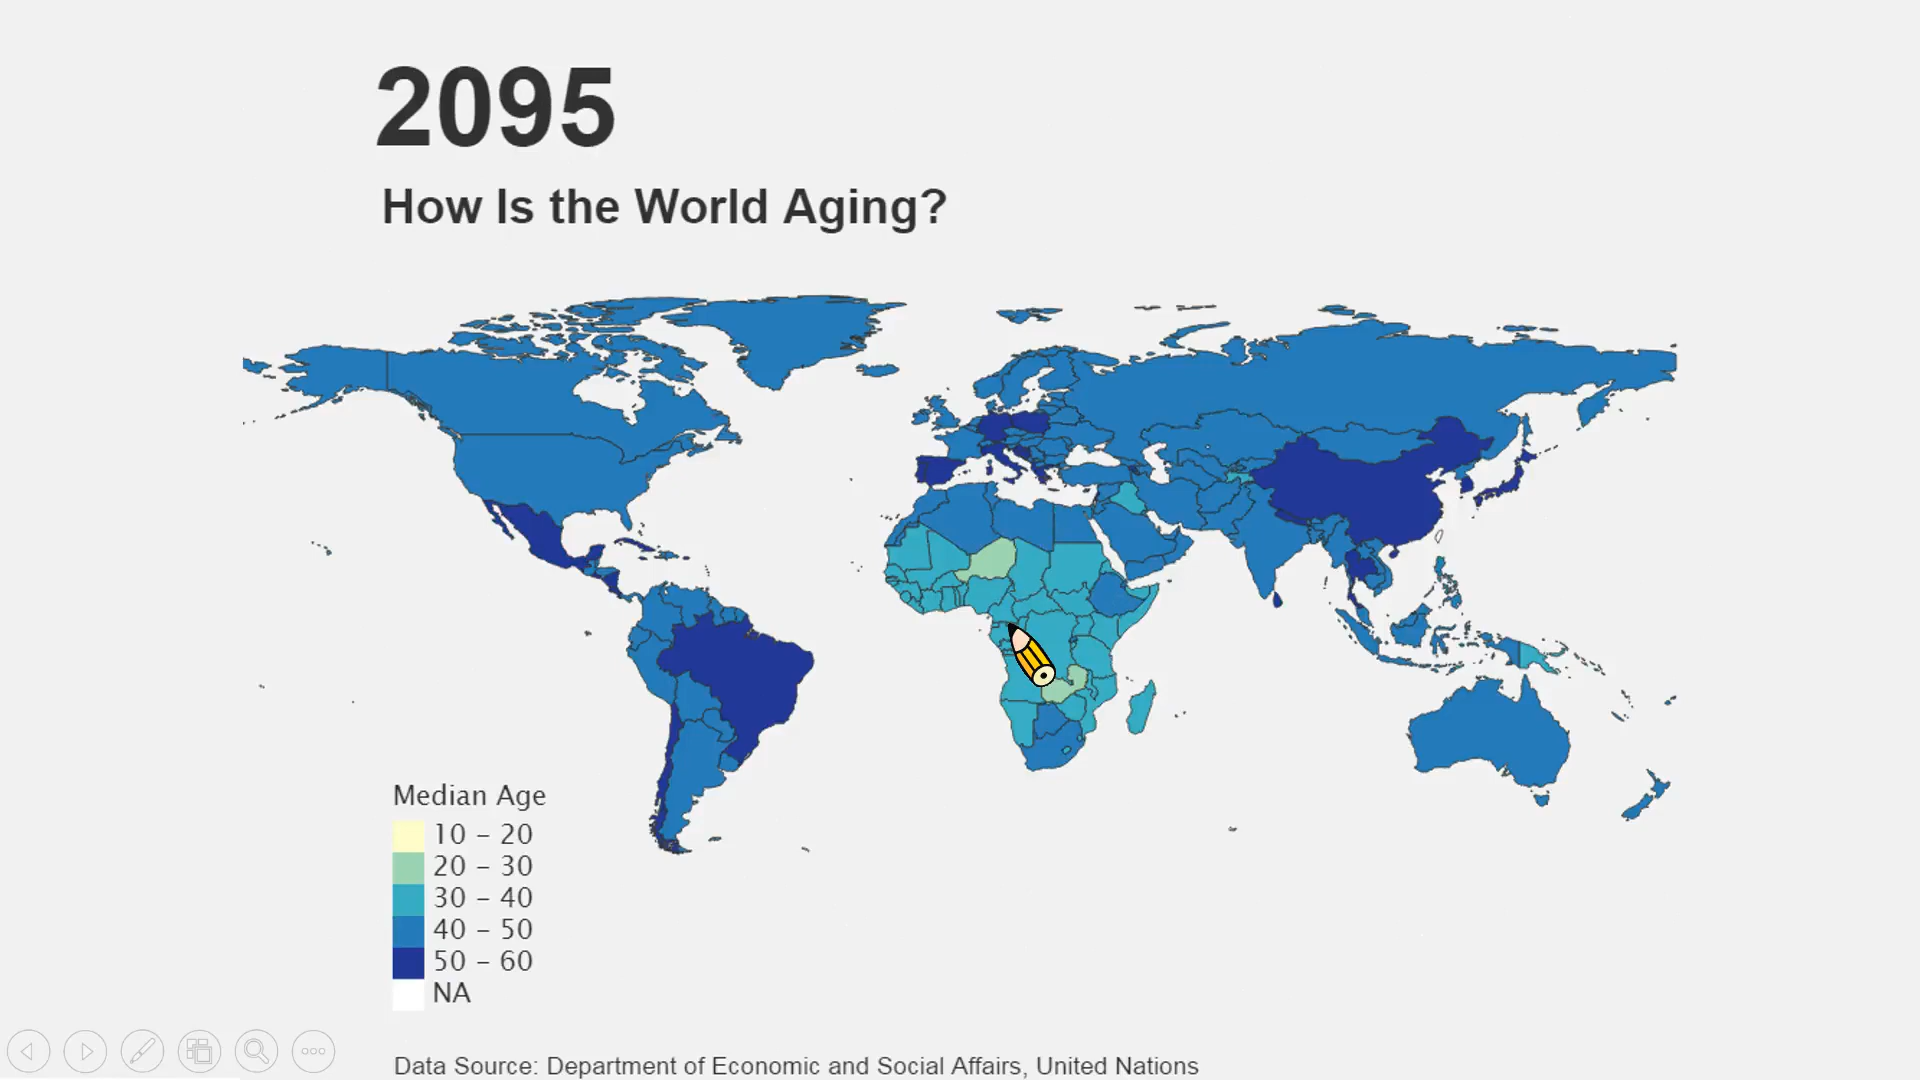 2095
How Is the World Aging?
Median Age
10 – 20
20 – 30
30 – 40
40 – 50
50 – 60
NA
Data Source: Department of Economic and Social Affairs, United Nations